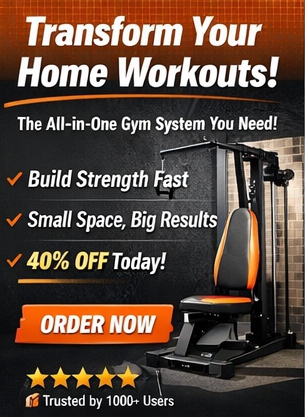 Transform Your
Home Workouts!
The All-in-One Gym System You Need!
Build Strength Fast
Small Space, Big Results
40% OFF Today!
ORDER NOW
Trusted by 1000+ Users